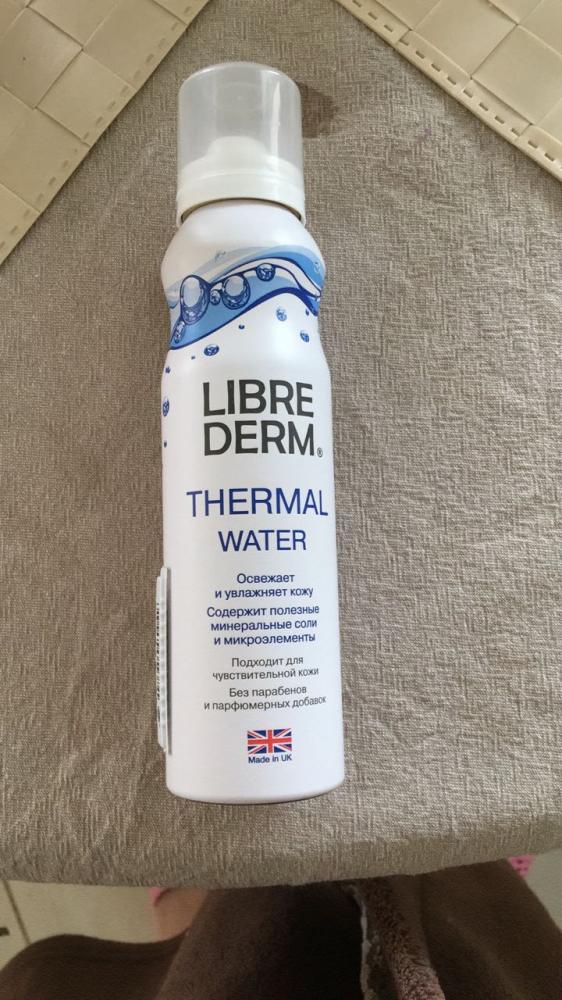 LIBRE
DERM®
THERMAL
WATER
Освежает
и увлажняет кожу
Содержит полезные
минеральные соли
и микроэлементы
Подходит для
чувствительной кожи
Без парабенов
и парфюмерных добавок
Made in UK